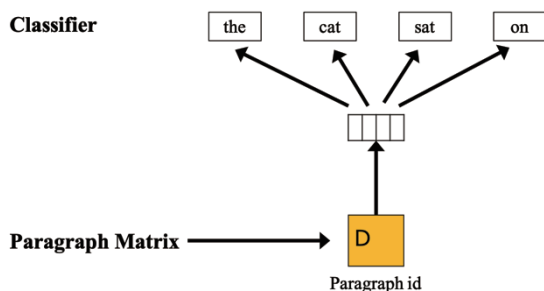 Classifier
the cat sat on
Paragraph Matrix
D
Paragraph id